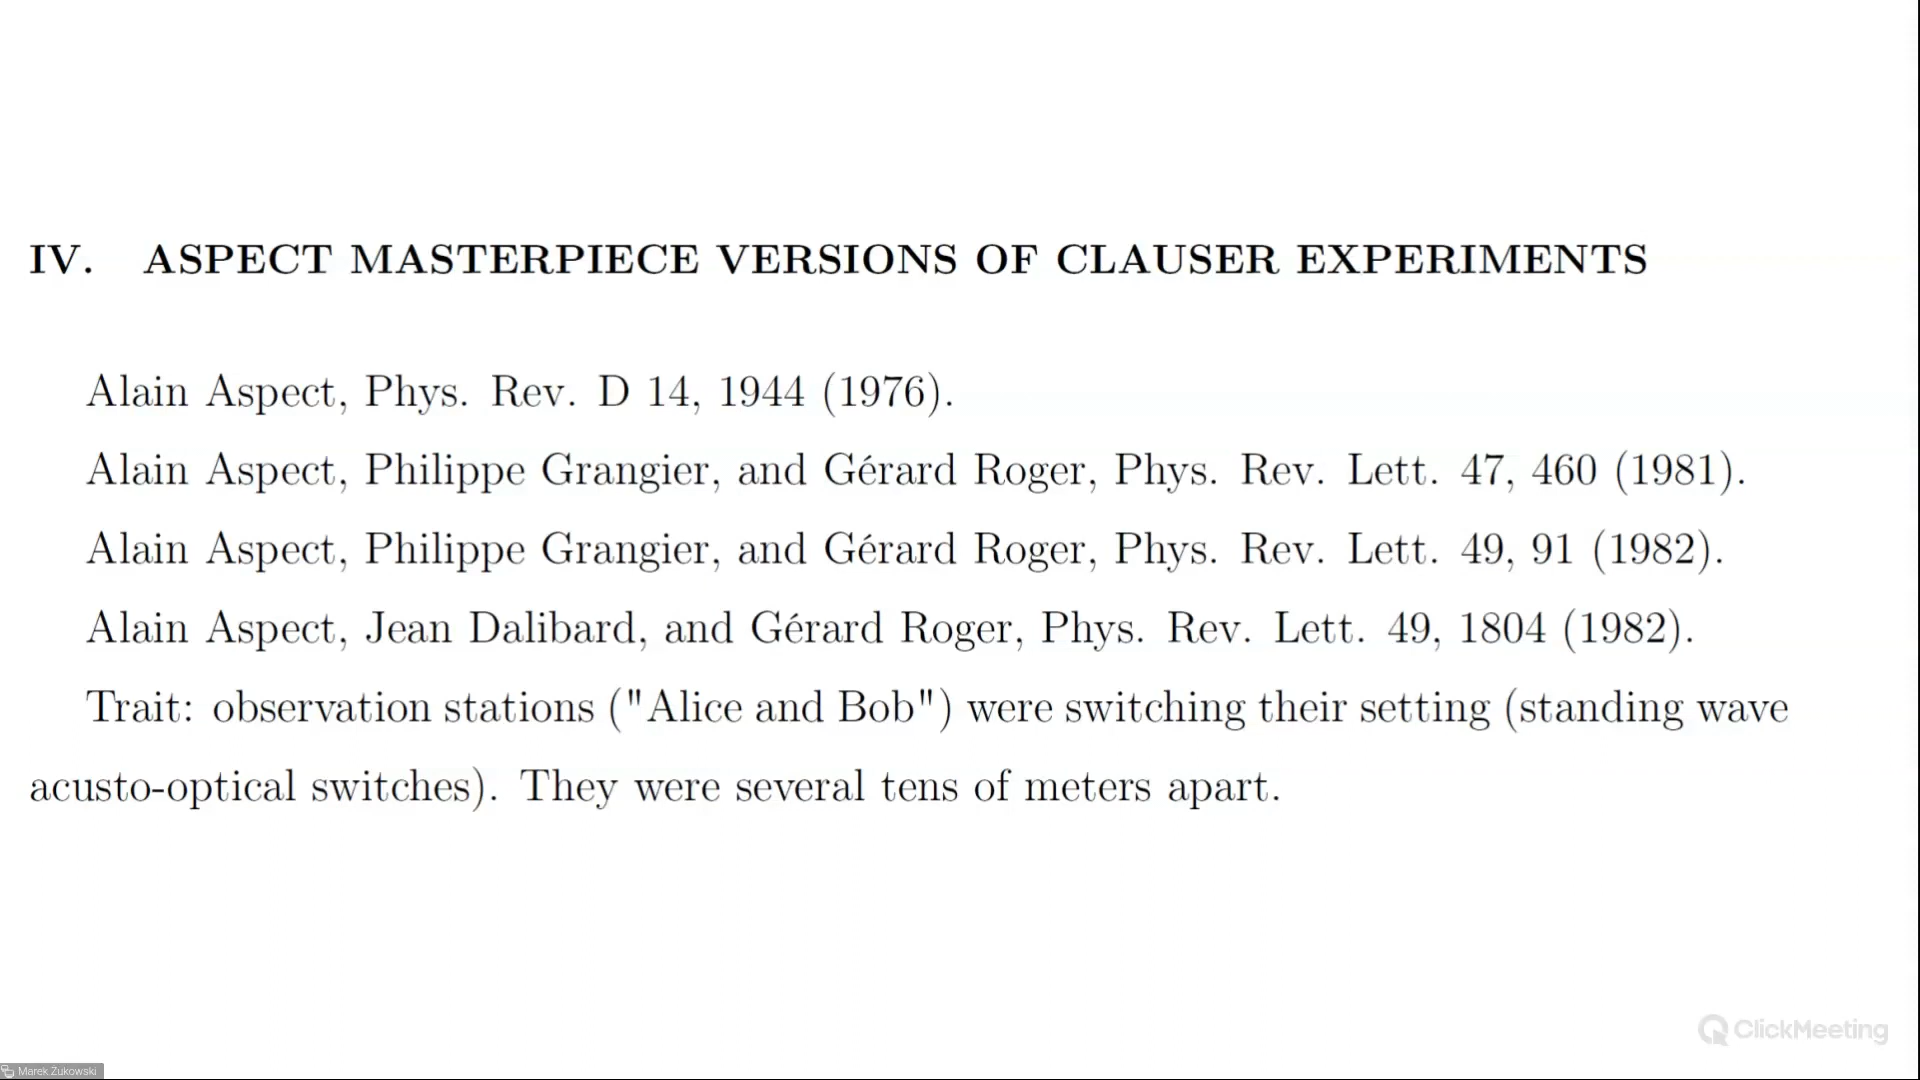 IV. ASPECT MASTERPIECE VERSIONS OF CLAUSER EXPERIMENTS
Alain Aspect, Phys. Rev. D 14, 1944 (1976).
Alain Aspect, Philippe Grangier, and Gérard Roger, Phys. Rev. Lett. 47, 460 (1981).
Alain Aspect, Philippe Grangier, and Gérard Roger, Phys. Rev. Lett. 49, 91 (1982).
Alain Aspect, Jean Dalibard, and Gérard Roger, Phys. Rev. Lett. 49, 1804 (1982).
Trait: observation stations ("Alice and Bob") were switching their setting (standing wave
acusto-optical switches). They were several tens of meters apart.
ClickMeeting
Marek Żukowski